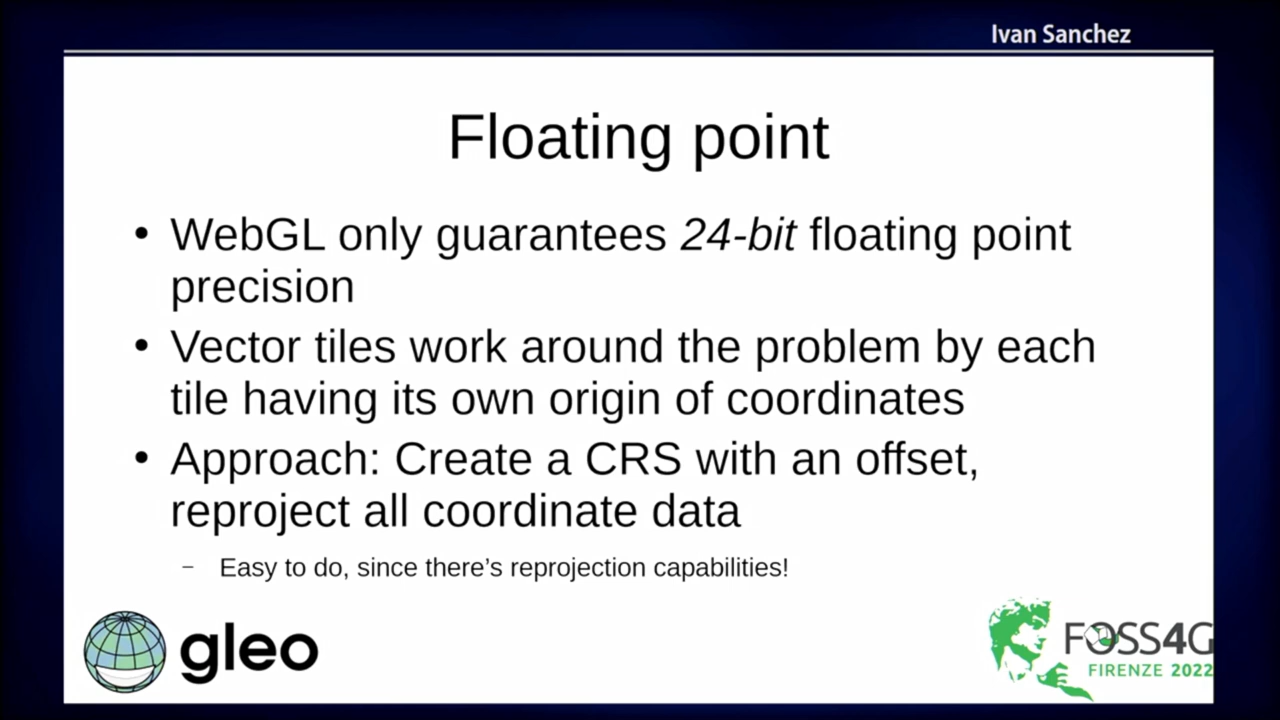 Ivan Sanchez
Floating point
• WebGL only guarantees 24-bit floating point
precision
• Vector tiles work around the problem by each
tile having its own origin of coordinates
• Approach: Create a CRS with an offset,
reproject all coordinate data
– Easy to do, since there’s reprojection capabilities!
gleo
FOSS4G
FIRENZE 2022